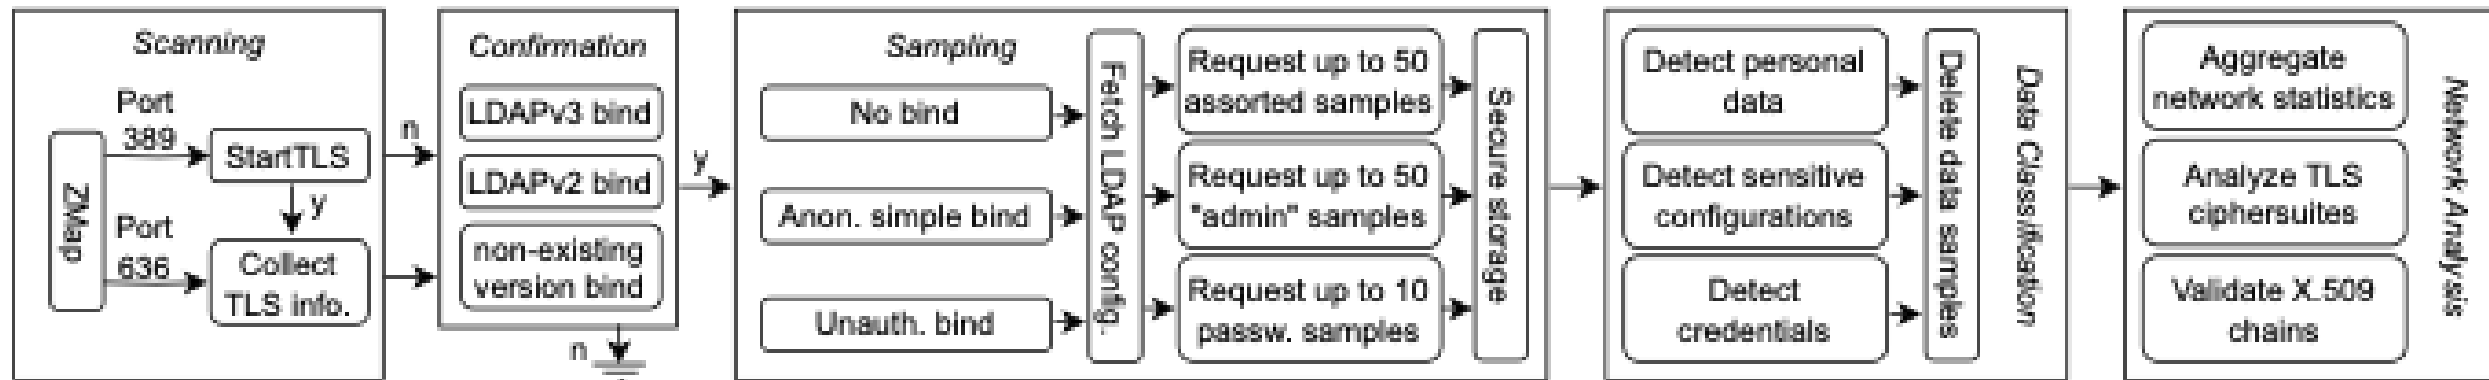 Scanning
Port
389
StartTLS
n
y
ZMap
Port
636
Collect
TLS info.
Confirmation
LDAPv3 bind
LDAPv2 bind
non-existing
version bind
n
y
Sampling
No bind
Anon. simple bind
Unauth. bind
Fetch LDAP config.
Request up to 50
assorted samples
Request up to 50
"admin" samples
Request up to 10
passw. samples
Secure storage
Detect personal
data
Detect sensitive
configurations
Detect
credentials
Delete data samples
Data Classification
Aggregate
network statistics
Analyze TLS
ciphersuites
Validate X.509
chains
Network Analysis